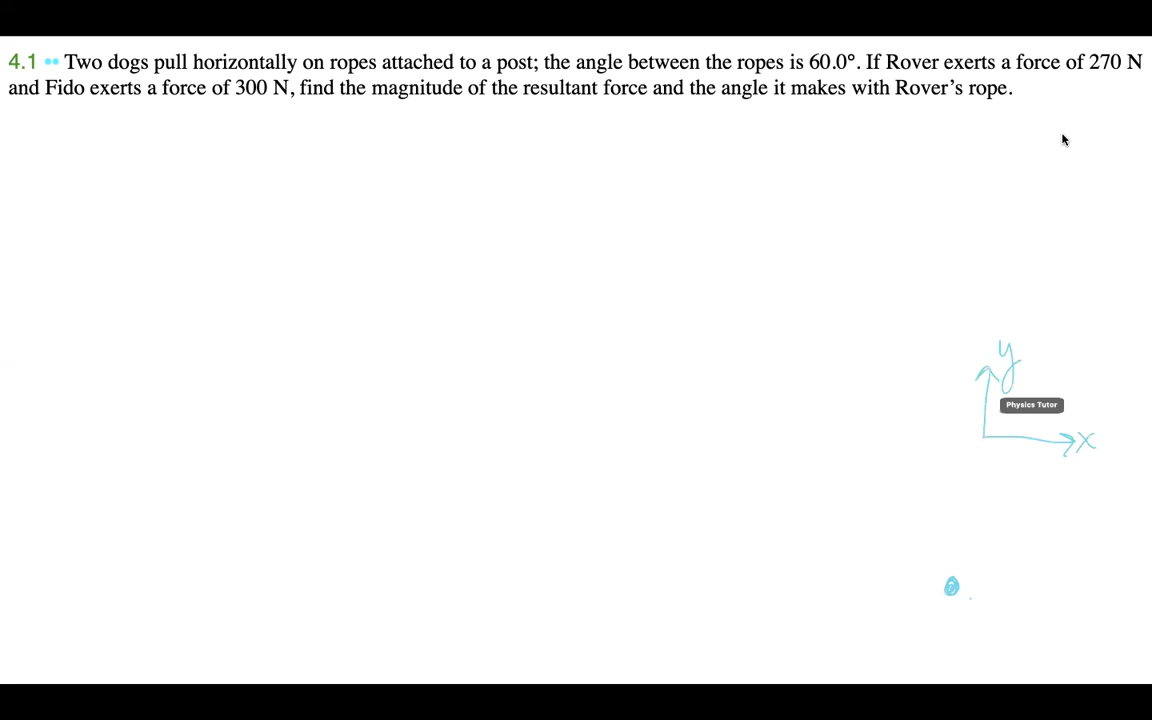 4.1 •• Two dogs pull horizontally on ropes attached to a post; the angle between the ropes is 60.0°. If Rover exerts a force of 270 N
and Fido exerts a force of 300 N, find the magnitude of the resultant force and the angle it makes with Rover’s rope.
y
Physics Tutor
x